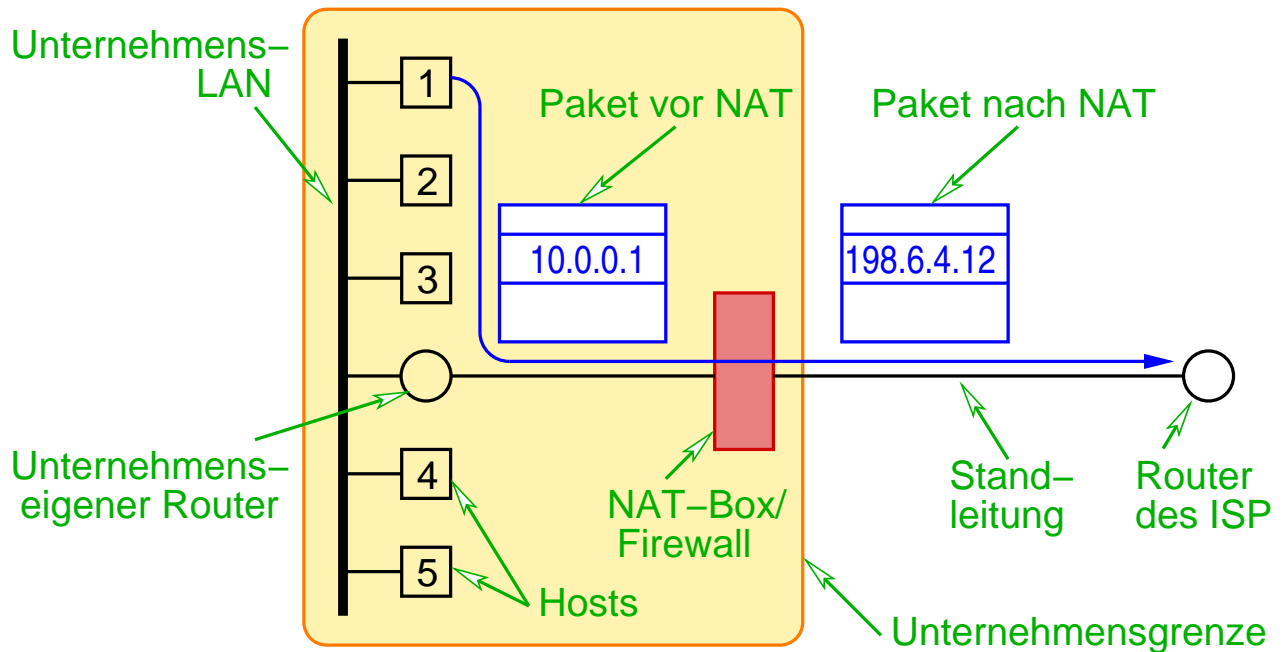 Unternehmens–
LAN
1
2
3
4
5
Paket vor NAT
Paket nach NAT
10.0.0.1
198.6.4.12
Unternehmens–
eigener Router
NAT–Box/
Firewall
Stand–
leitung
Router
des ISP
Hosts
Unternehmensgrenze